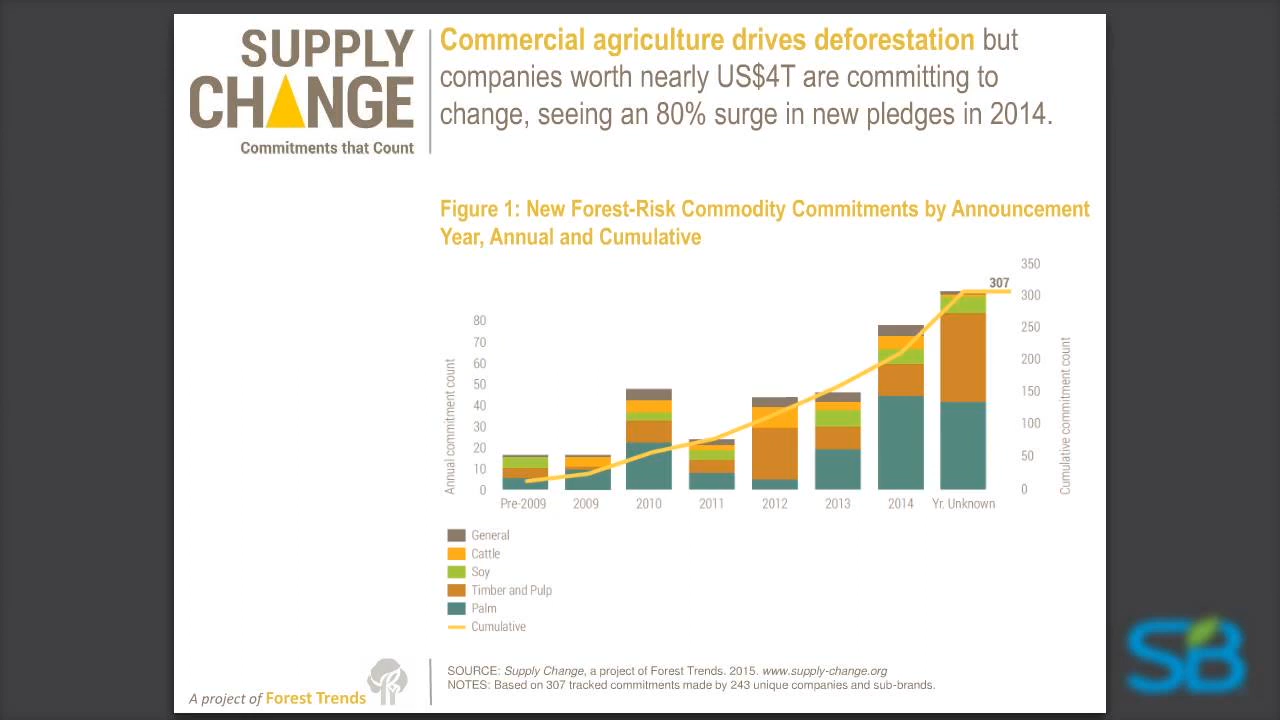 SUPPLY
CHANGE
Commitments that Count
Commercial agriculture drives deforestation but
companies worth nearly US$4T are committing to
change, seeing an 80% surge in new pledges in 2014.
Figure 1: New Forest-Risk Commodity Commitments by Announcement
Year, Annual and Cumulative
Annual commitment count
80
70
60
50
40
30
20
10
0
307
350
300
250
200
150
100
50
0
Cumulative commitment count
Pre-2009 2009 2010 2011 2012 2013 2014 Yr. Unknown
General
Cattle
Soy
Timber and Pulp
Palm
Cumulative
A project of Forest Trends
SOURCE: Supply Change, a project of Forest Trends. 2015. www.supply-change.org
NOTES: Based on 307 tracked commitments made by 243 unique companies and sub-brands.
SB